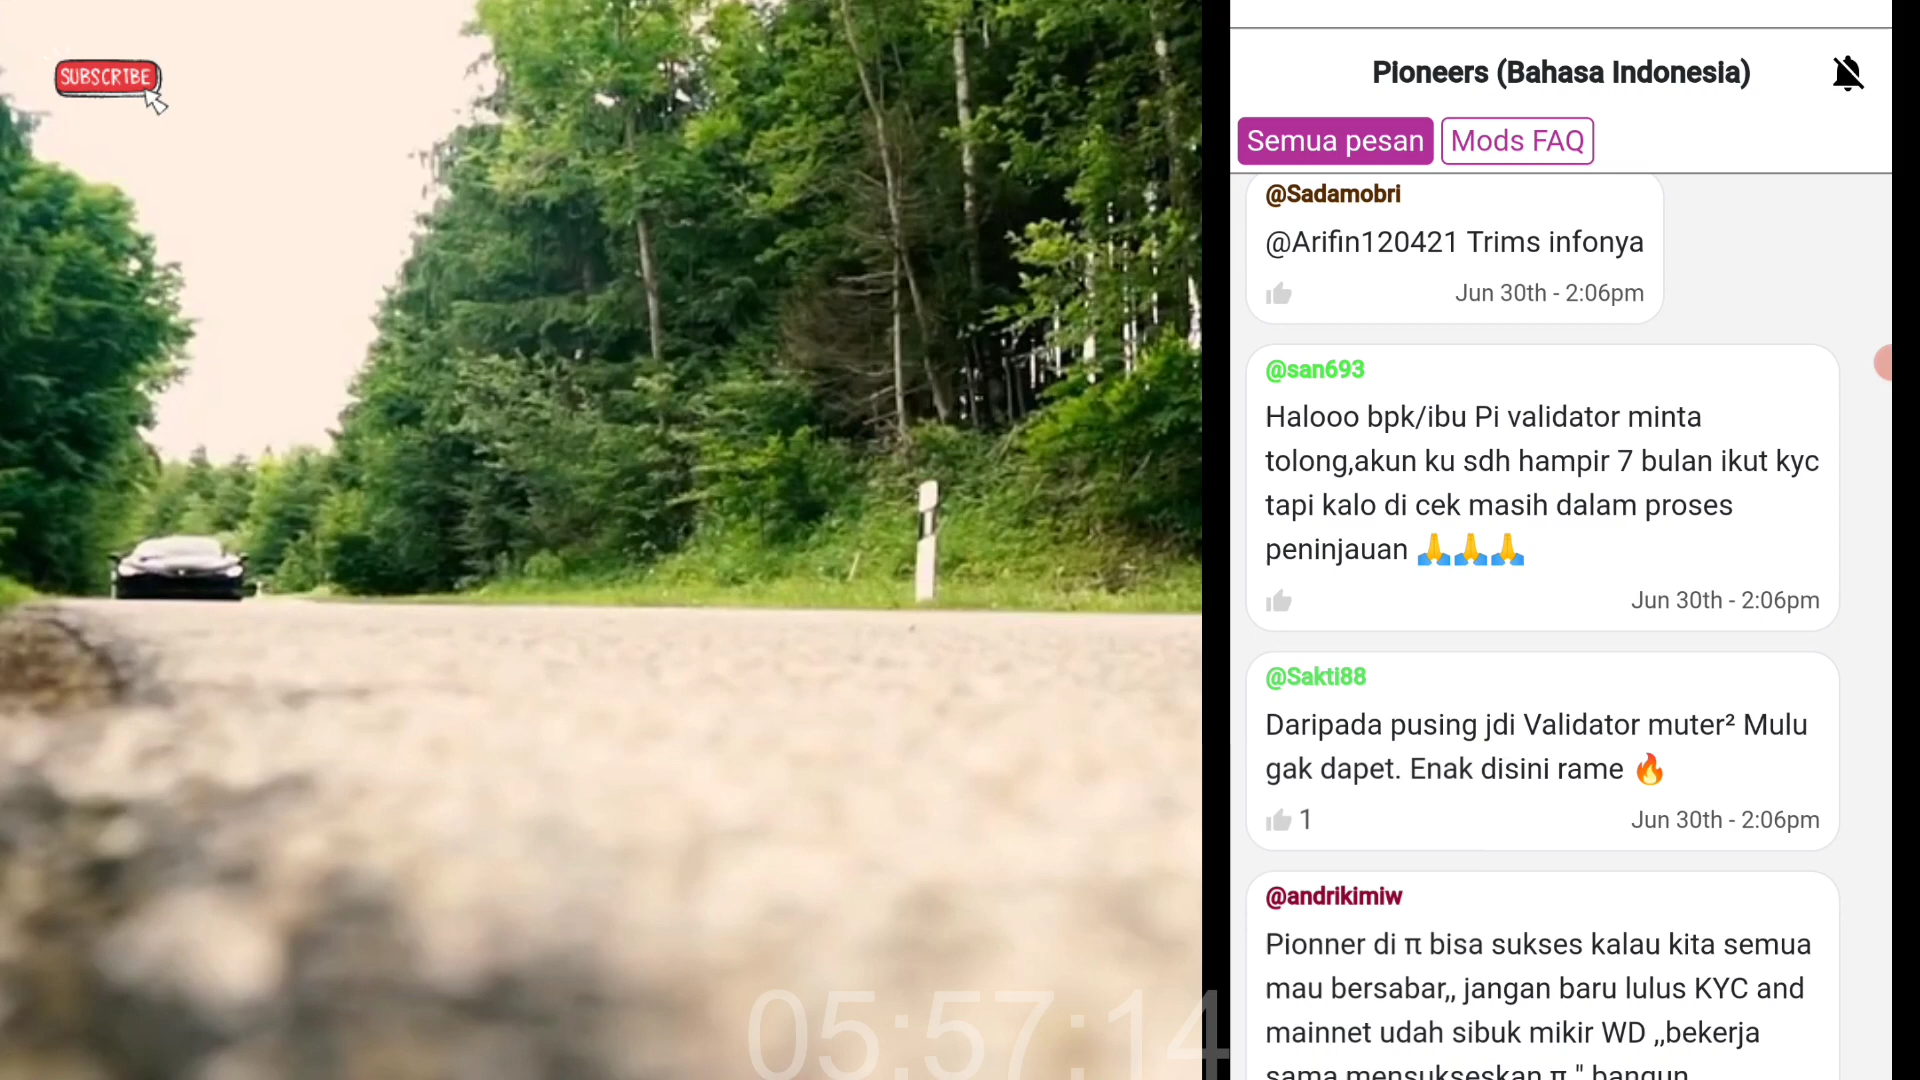 SUBSCRIBE
Pioneers (Bahasa Indonesia)
Semua pesan
Mods FAQ
@Sadamobri
@Arifin120421 Trims infonya
Jun 30th - 2:06pm
@san693
Halooo bpk/ibu Pi validator minta
tolong,akun ku sdh hampir 7 bulan ikut kyc
tapi kalo di cek masih dalam proses
peninjauan 🙏🙏🙏
Jun 30th - 2:06pm
@Sakti88
Daripada pusing jdi Validator muter² Mulu
gak dapet. Enak disini rame 🔥
1
Jun 30th - 2:06pm
@andrikimiw
Pionner di π bisa sukses kalau kita semua
mau bersabar,, jangan baru lulus KYC and
mainnet udah sibuk mikir WD ,,bekerja
sama mensukseskan π " bangun
05:57:14